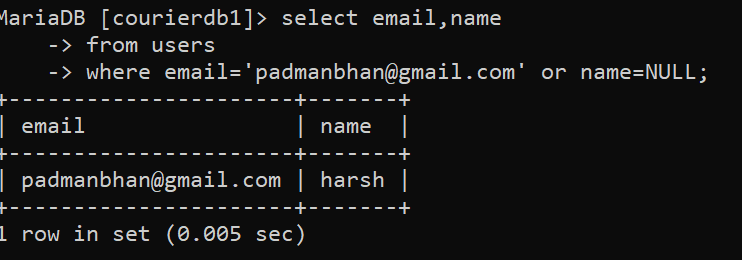 MariaDB [courierdb1]> select email,name
    -> from users
    -> where email='padmanbhan@gmail.com' or name=NULL;
+----------------------+-------+
| email                | name  |
+----------------------+-------+
| padmanbhan@gmail.com | harsh |
+----------------------+-------+
1 row in set (0.005 sec)